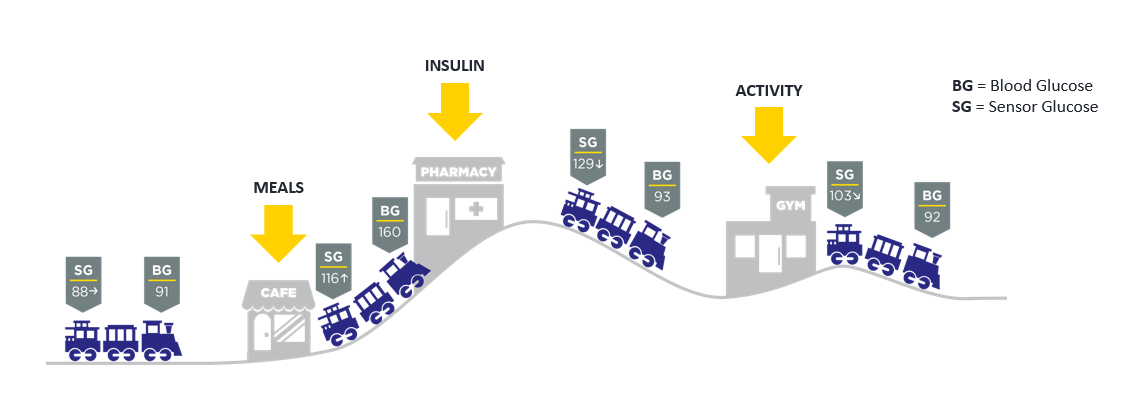 INSULIN
ACTIVITY
BG = Blood Glucose
SG = Sensor Glucose
MEALS
PHARMACY
GYM
CAFE
SG
88→
BG
91
SG
116↑
BG
160
SG
129↓
BG
93
SG
103↘
BG
92